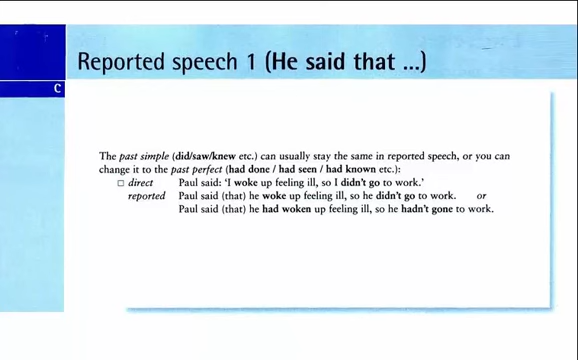 Reported speech 1 (He said that ...)
C
The past simple (did/saw/knew etc.) can usually stay the same in reported speech, or you can
change it to the past perfect (had done / had seen / had known etc.):
□ direct Paul said: 'I woke up feeling ill, so I didn't go to work.'
reported Paul said (that) he woke up feeling ill, so he didn't go to work. or
Paul said (that) he had woken up feeling ill, so he hadn't gone to work.